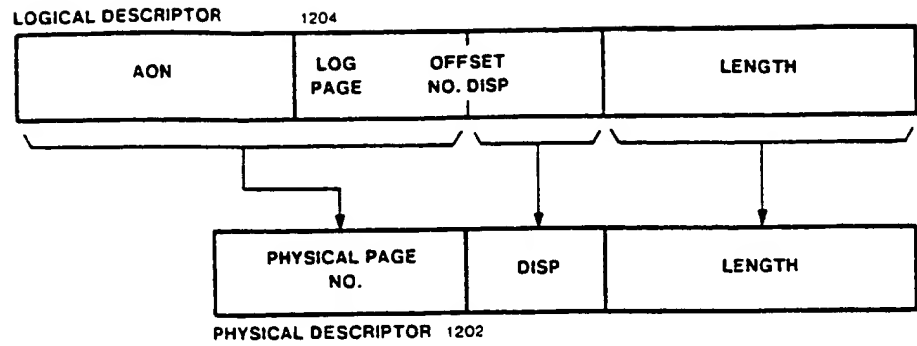 LOGICAL DESCRIPTOR 1204
AON
LOG OFFSET
PAGE NO. DISP
LENGTH
PHYSICAL PAGE
NO.
DISP
LENGTH
PHYSICAL DESCRIPTOR 1202